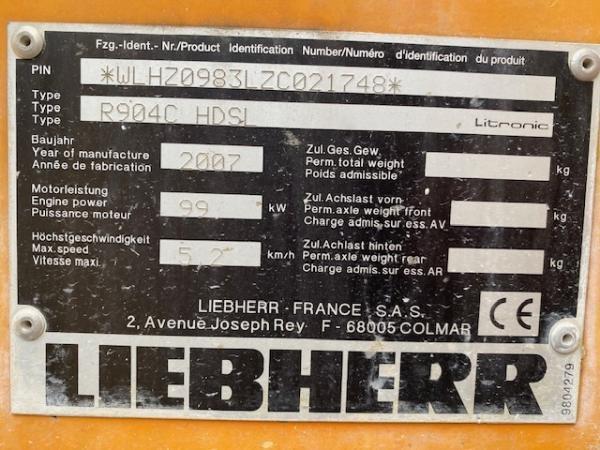 Fzg.-Ident.- Nr./Product Identification Number/Numéro d'identification du produit
PIN *WLHZ0983LZC021748*
Type
Type R904C HDSL Litronic
Type
Baujahr
Year of manufacture 2007
Année de fabrication
Motorleistung
Engine power 99 kW
Puissance moteur
Höchstgeschwindigkeit
Max.speed 5,2 km/h
Vitesse maxi.
Zul.Ges.Gew.
Perm.total weight kg
Poids admissible
Zul.Achslast vorn
Perm.axle weight front kg
Charge admis.sur ess.AV
Zul.Achlast hinten
Perm.axle weight rear kg
Charge admis.sur ess.AR
LIEBHERR-FRANCE S.A.S.
2, Avenue Joseph Rey F - 68005 COLMAR
CE
LIEBHERR
9804279